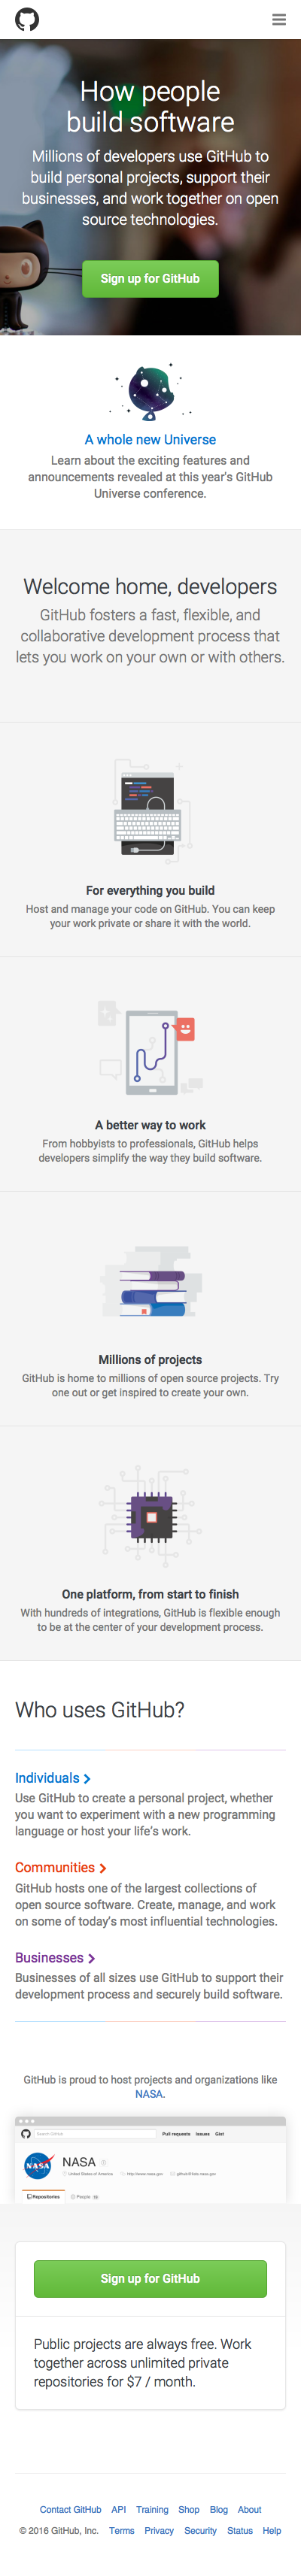 How people
build software
Millions of developers use GitHub to
build personal projects, support their
businesses, and work together on open
source technologies.
Sign up for GitHub
A whole new Universe
Learn about the exciting features and
announcements revealed at this year's GitHub
Universe conference.
Welcome home, developers
GitHub fosters a fast, flexible, and
collaborative development process that
lets you work on your own or with others.
For everything you build
Host and manage your code on GitHub. You can keep
your work private or share it with the world.
A better way to work
From hobbyists to professionals, GitHub helps
developers simplify the way they build software.
Millions of projects
GitHub is home to millions of open source projects. Try
one out or get inspired to create your own.
One platform, from start to finish
With hundreds of integrations, GitHub is flexible enough
to be at the center of your development process.
Who uses GitHub?
Individuals
Use GitHub to create a personal project, whether
you want to experiment with a new programming
language or host your life's work.
Communities
GitHub hosts one of the largest collections of
open source software. Create, manage, and work
on some of today's most influential technologies.
Businesses
Businesses of all sizes use GitHub to support their
development process and securely build software.
GitHub is proud to host projects and organizations like
NASA.
Search GitHub Pull requests Issues Gist
NASA NASA
United States of America http://www.nasa.gov
Repositories People
Sign up for GitHub
Public projects are always free. Work
together across unlimited private
repositories for $7 / month.
Contact GitHub API Training Shop Blog About
© 2016 GitHub, Inc. Terms Privacy Security Status Help